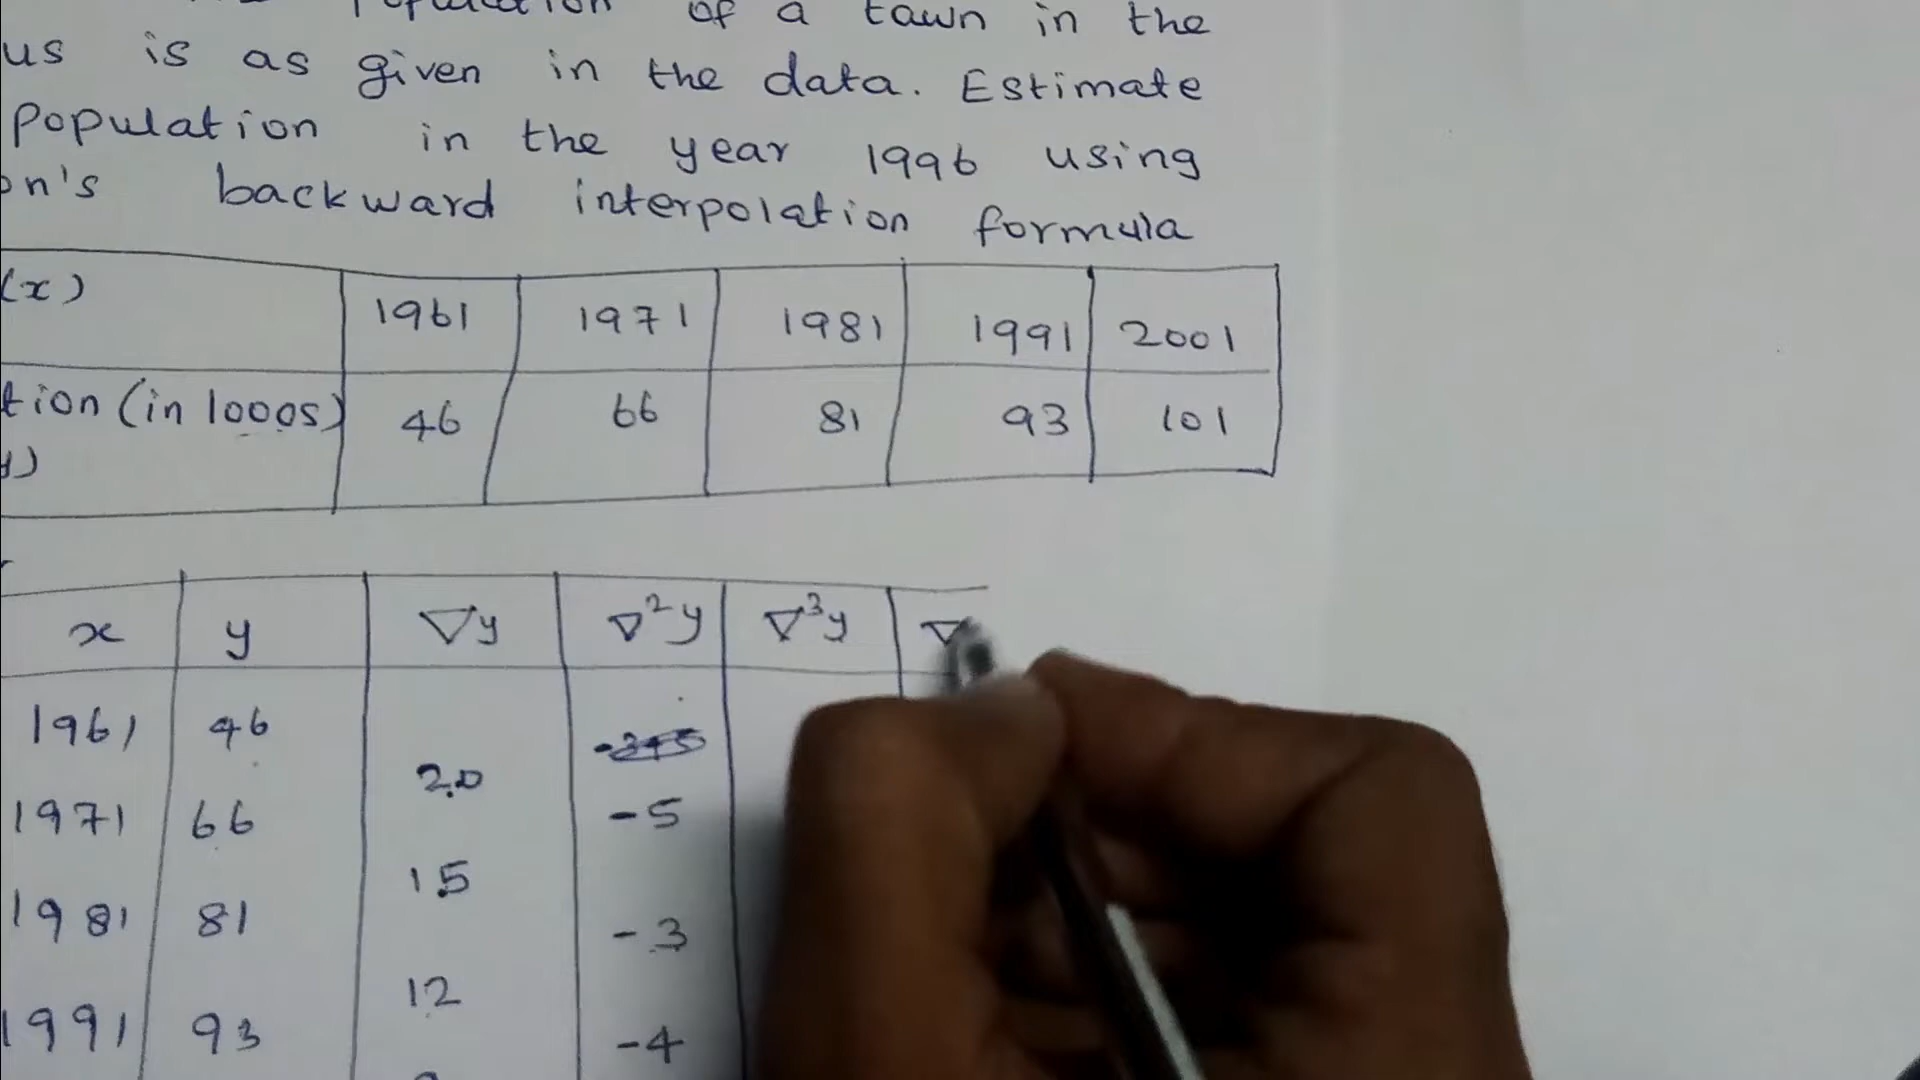 of a tawn in the
us is as given in the data. Estimate
population in the year 1996 using
on's backward interpolation formula
(x) 1961 1971 1981 1991 2001
tion (in 1000s) 46 66 81 93 101
x y ∇y ∇²y ∇³y ∇
1961 46
20
1971 66 -5
15
1981 81 -3
12
1991 93 -4